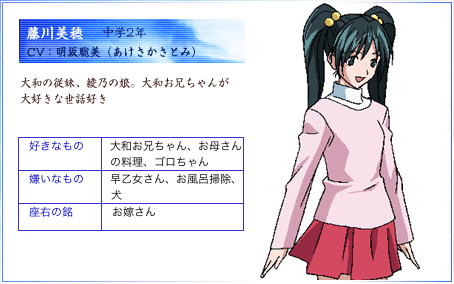 藤川美穂 中学2年
CV：明坂聡美（あけさかさとみ）
大和の従妹、綾乃の娘。大和お兄ちゃんが
大好きな世話好き
好きなもの 大和お兄ちゃん、お母さん
の料理、ゴロちゃん
嫌いなもの 早乙女さん、お風呂掃除、
犬
座右の銘 お嫁さん